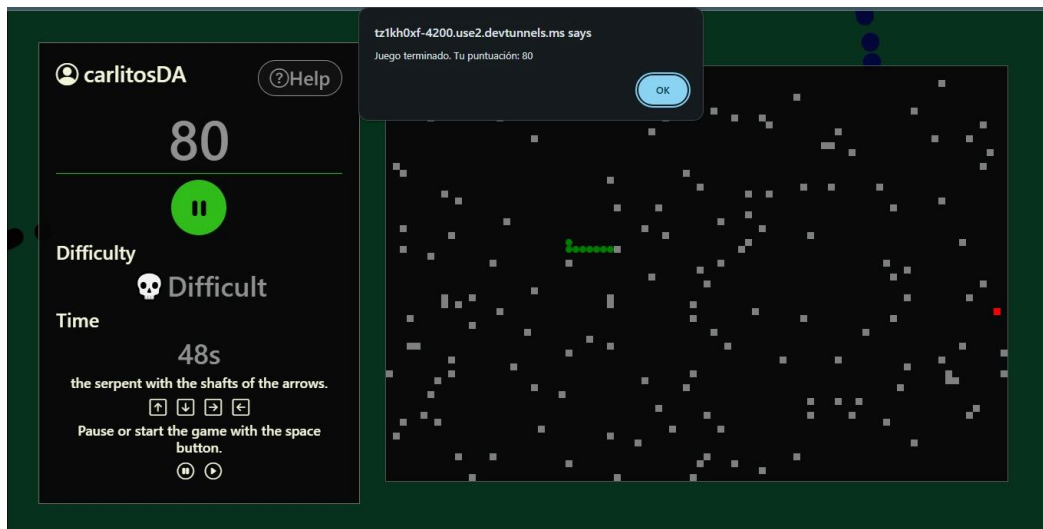 tz1kh0xf-4200.use2.devtunnels.ms says
Juego terminado. Tu puntuación: 80
OK
carlitosDA
Help
80
Difficulty
Difficult
Time
48s
the serpent with the shafts of the arrows.
Pause or start the game with the space
button.